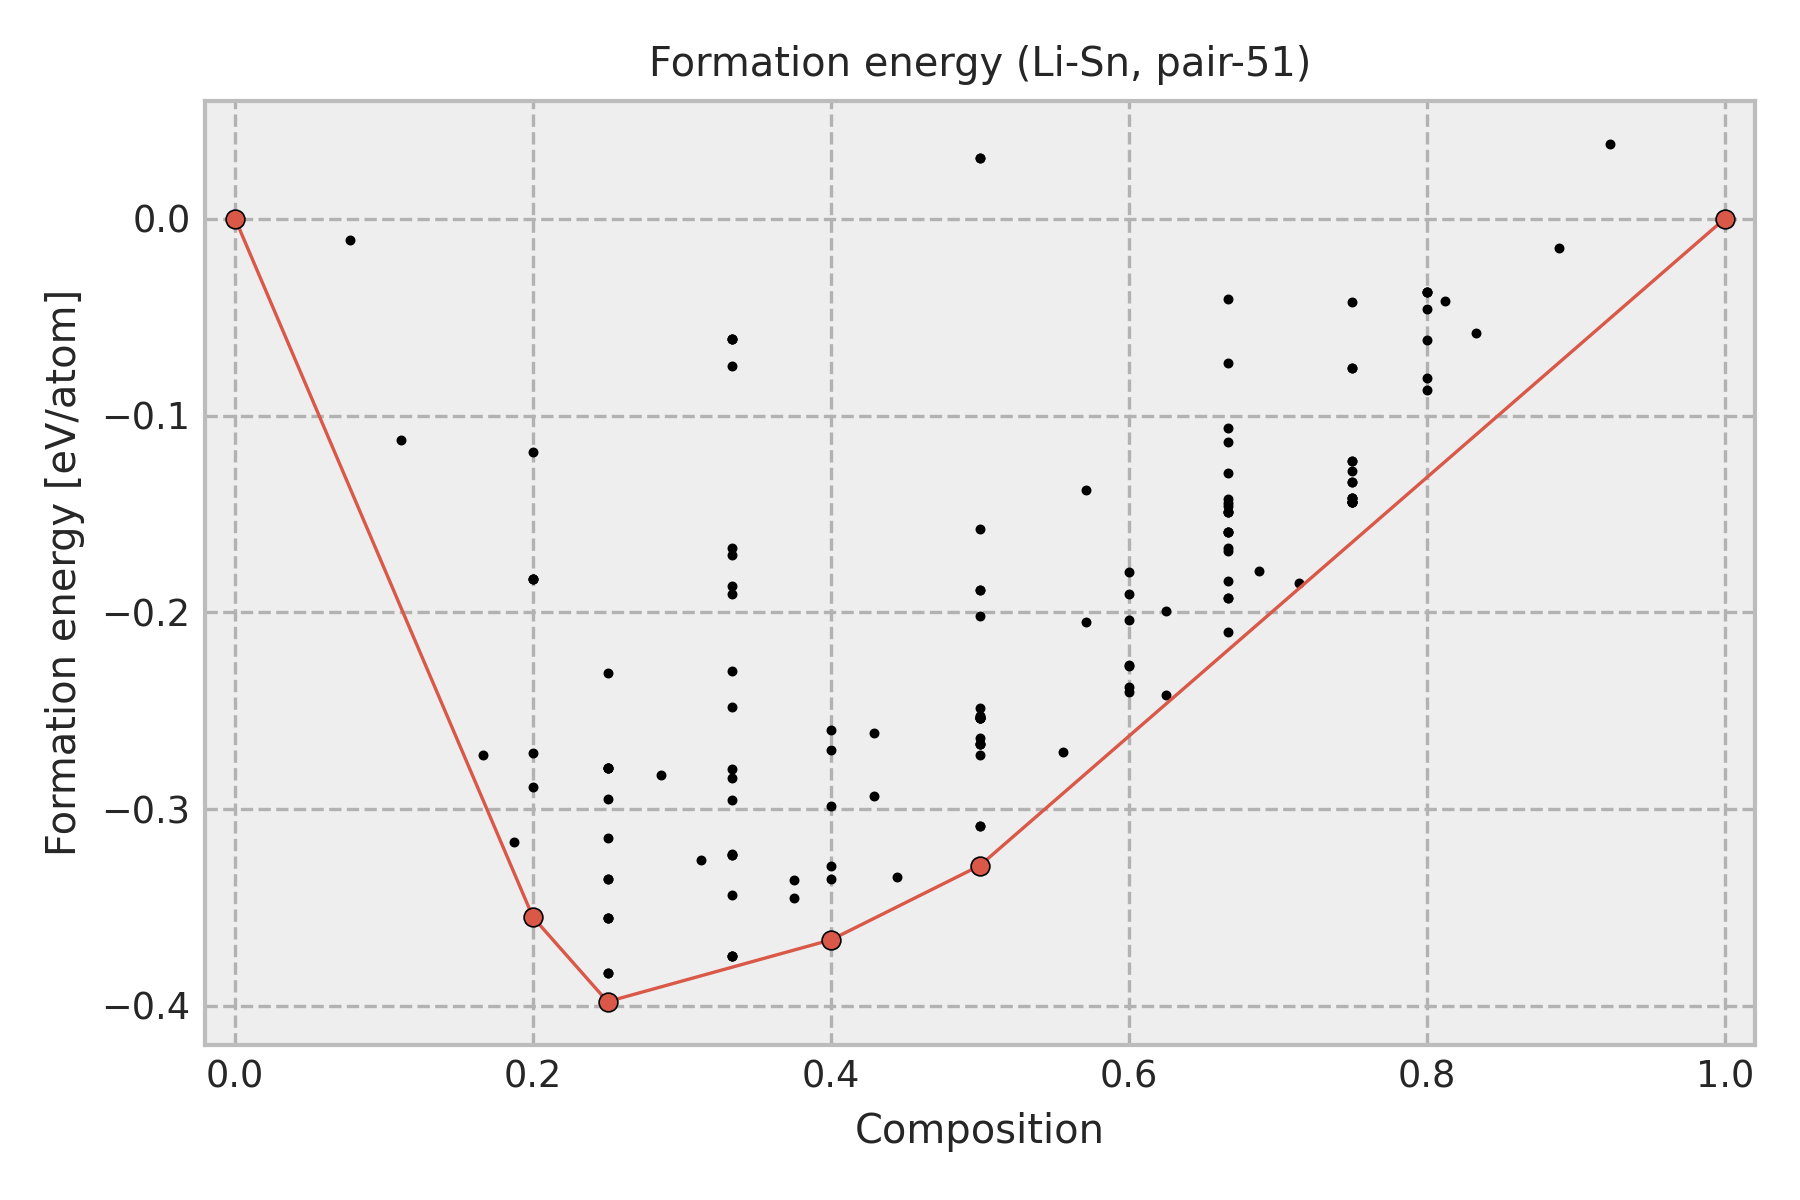 Formation energy (Li-Sn, pair-51)
Formation energy [eV/atom]
0.0
−0.1
−0.2
−0.3
−0.4
0.0 0.2 0.4 0.6 0.8 1.0
Composition